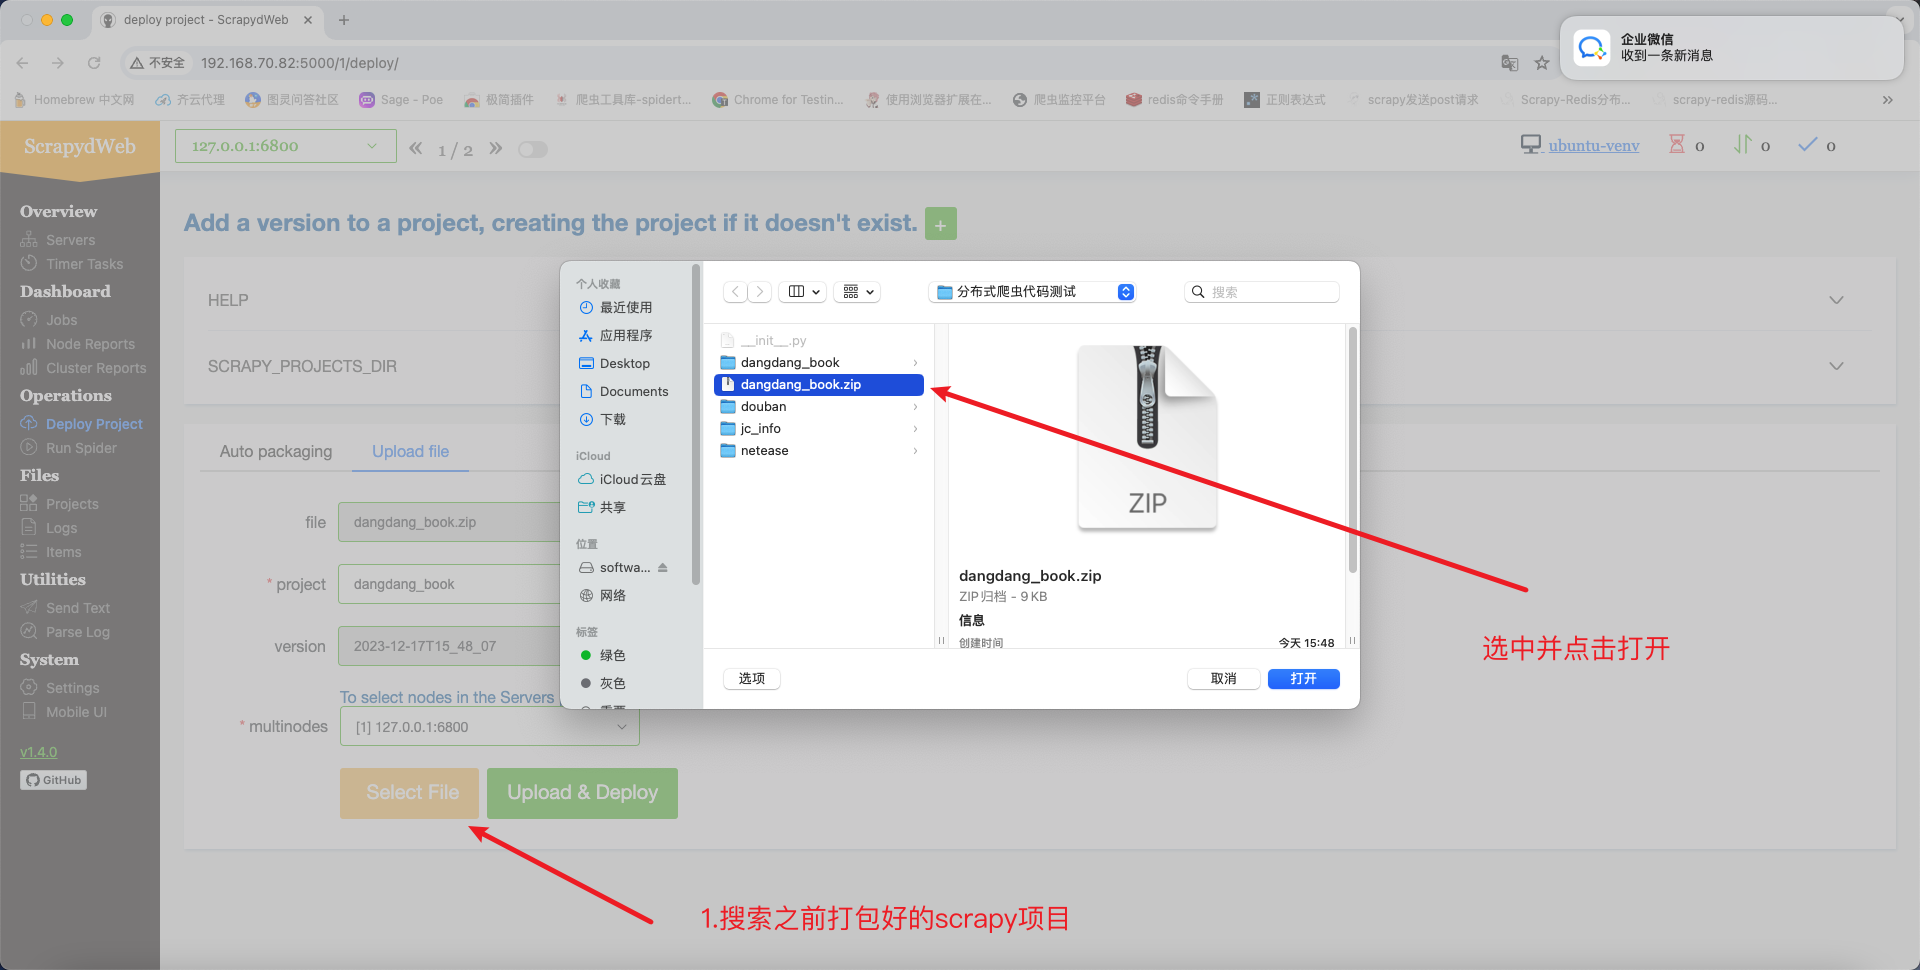 deploy project - ScrapydWeb
企业微信
收到一条新消息
不安全
192.168.70.82:5000/1/deploy/
Homebrew 中文网
齐云代理
图灵问答社区
Sage - Poe
极简插件
爬虫工具库-spidert...
Chrome for Testin...
使用浏览器扩展在...
爬虫监控平台
redis命令手册
正则表达式
scrapy发送post请求
Scrapy-Redis分布...
scrapy-redis源码...
ScrapydWeb
127.0.0.1:6800
1 / 2
ubuntu-venv
0
0
0
Overview
Servers
Timer Tasks
Dashboard
Jobs
Node Reports
Cluster Reports
Operations
Deploy Project
Run Spider
Files
Projects
Logs
Items
Utilities
Send Text
Parse Log
System
Settings
Mobile UI
v1.4.0
GitHub
Add a version to a project, creating the project if it doesn't exist.
+
HELP
SCRAPY_PROJECTS_DIR
Auto packaging
Upload file
file
dangdang_book.zip
* project
dangdang_book
version
2023-12-17T15_48_07
To select nodes in the Servers
* multinodes
[1] 127.0.0.1:6800
Select File
Upload & Deploy
个人收藏
最近使用
应用程序
Desktop
Documents
下载
iCloud
iCloud云盘
共享
位置
softwa...
网络
标签
绿色
灰色
分布式爬虫代码测试
搜索
__init__.py
dangdang_book
dangdang_book.zip
douban
jc_info
netease
ZIP
dangdang_book.zip
ZIP归档 - 9 KB
信息
创建时间
今天 15:48
选项
取消
打开
选中并点击打开
1.搜索之前打包好的scrapy项目